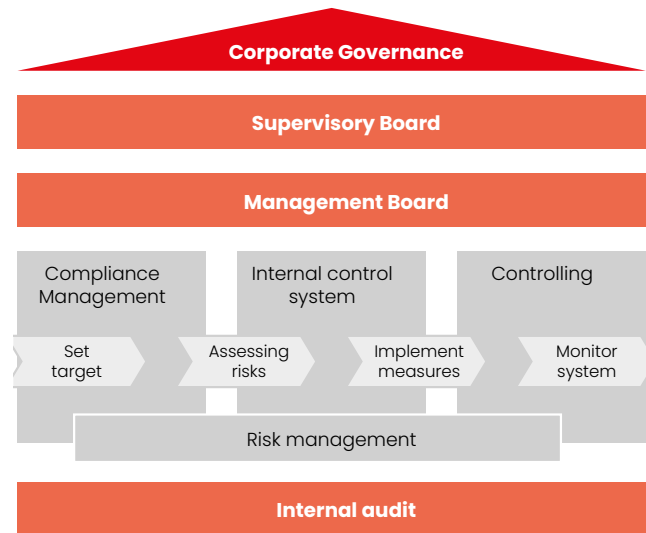 Corporate Governance
Supervisory Board
Management Board
Compliance
Management
Internal control
system
Controlling
Set
target
Assessing
risks
Implement
measures
Monitor
system
Risk management
Internal audit